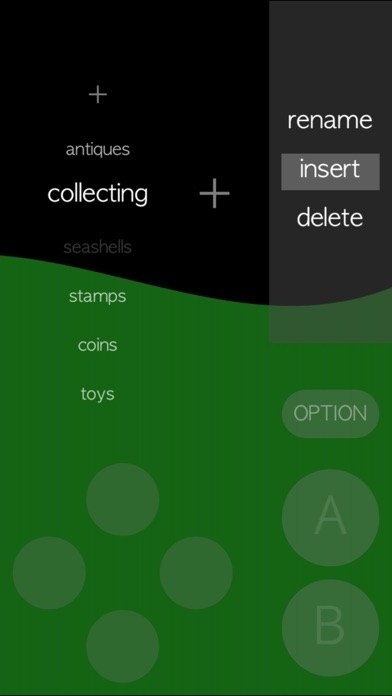 +
antiques
collecting +
seashells
stamps
coins
toys
rename
insert
delete
OPTION
A
B